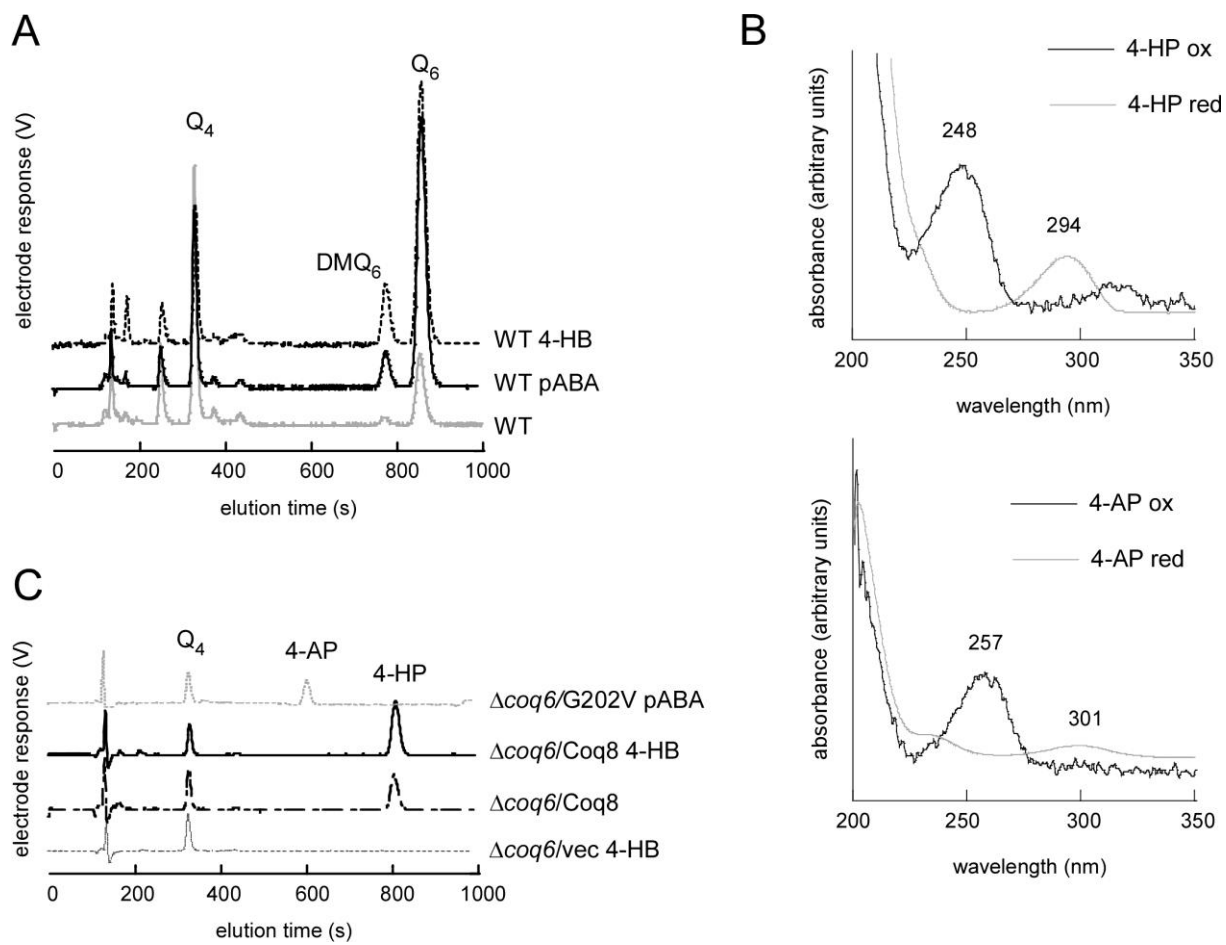 A
electrode response (V)
Q4
DMQ6
Q6
WT 4-HB
WT pABA
WT
0 200 400 600 800 1000
elution time (s)
B
absorbance (arbitrary units)
4-HP ox
4-HP red
248
294
200 250 300 350
wavelength (nm)
absorbance (arbitrary units)
4-AP ox
4-AP red
257
301
200 250 300 350
wavelength (nm)
C
electrode response (V)
Q4
4-AP
4-HP
Δcoq6/G202V pABA
Δcoq6/Coq8 4-HB
Δcoq6/Coq8
Δcoq6/vec 4-HB
0 200 400 600 800 1000
elution time (s)